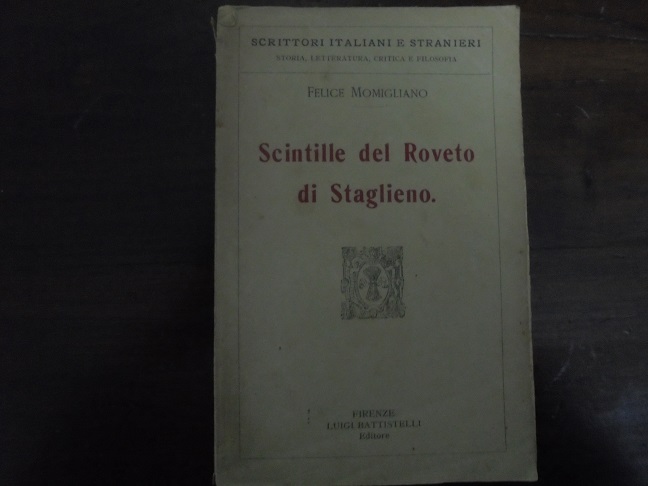 SCRITTORI ITALIANI E STRANIERI
STORIA, LETTERATURA, CRITICA E FILOSOFIA
FELICE MOMIGLIANO
Scintille del Roveto
di Staglieno.
FIRENZE
LUIGI BATTISTELLI
Editore